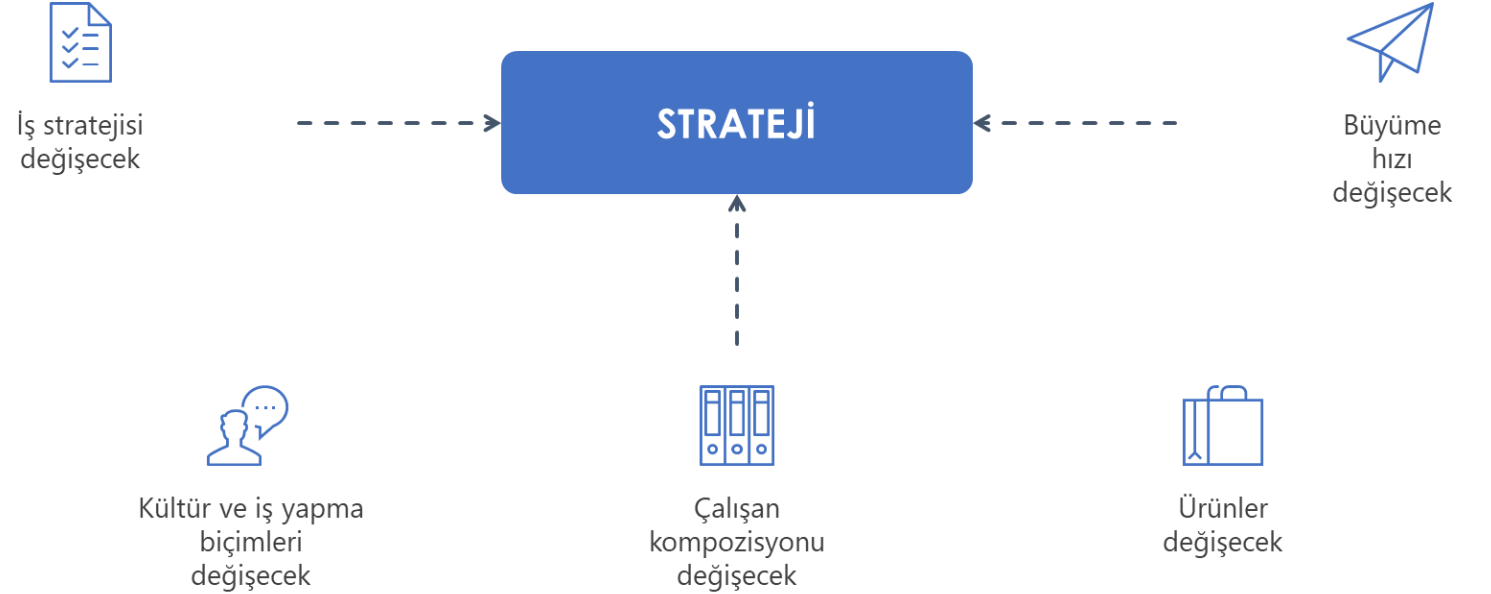 İş stratejisi
değişecek
STRATEJİ
Büyüme
hızı
değişecek
Kültür ve iş yapma
biçimleri
değişecek
Çalışan
kompozisyonu
değişecek
Ürünler
değişecek